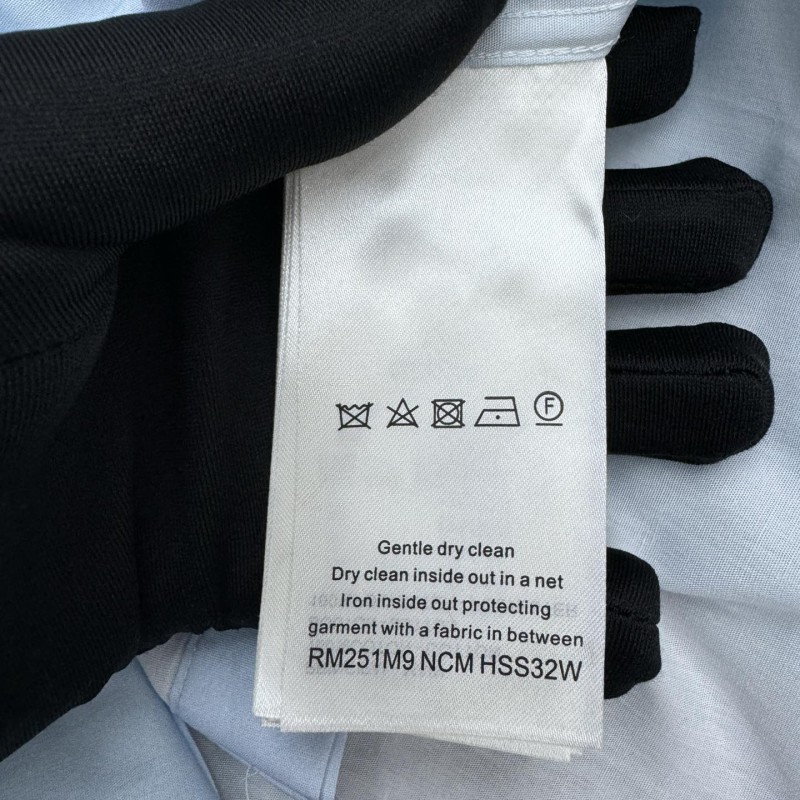 F
Gentle dry clean
Dry clean inside out in a net
Iron inside out protecting
garment with a fabric in between
RM251M9 NCM HSS32W